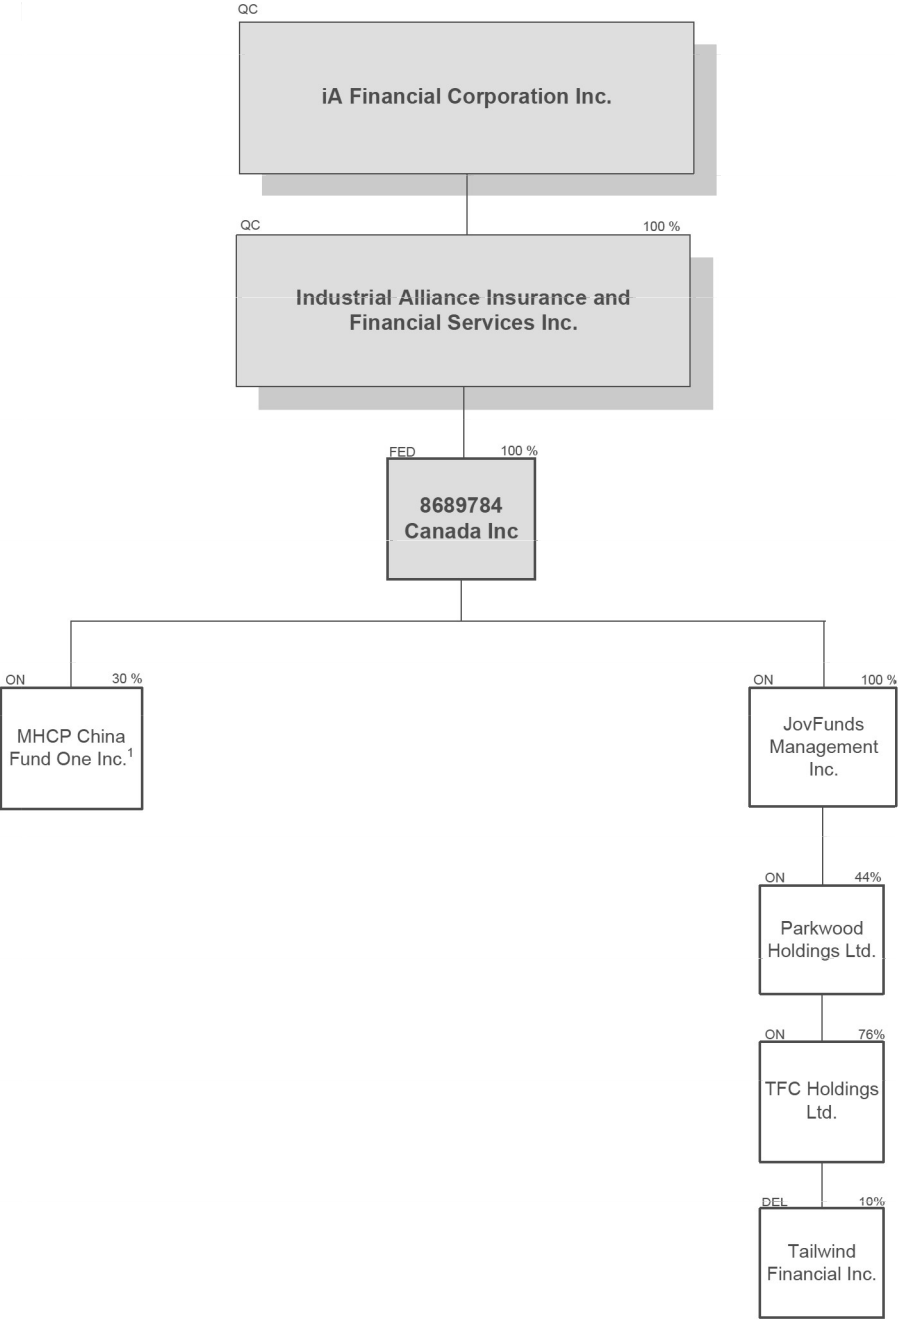 QC
iA Financial Corporation Inc.
QC 100 %
Industrial Alliance Insurance and
Financial Services Inc.
FED 100 %
8689784
Canada Inc
ON 30 %
MHCP China
Fund One Inc.1
ON 100 %
JovFunds
Management
Inc.
ON 44%
Parkwood
Holdings Ltd.
ON 76%
TFC Holdings
Ltd.
DEL 10%
Tailwind
Financial Inc.